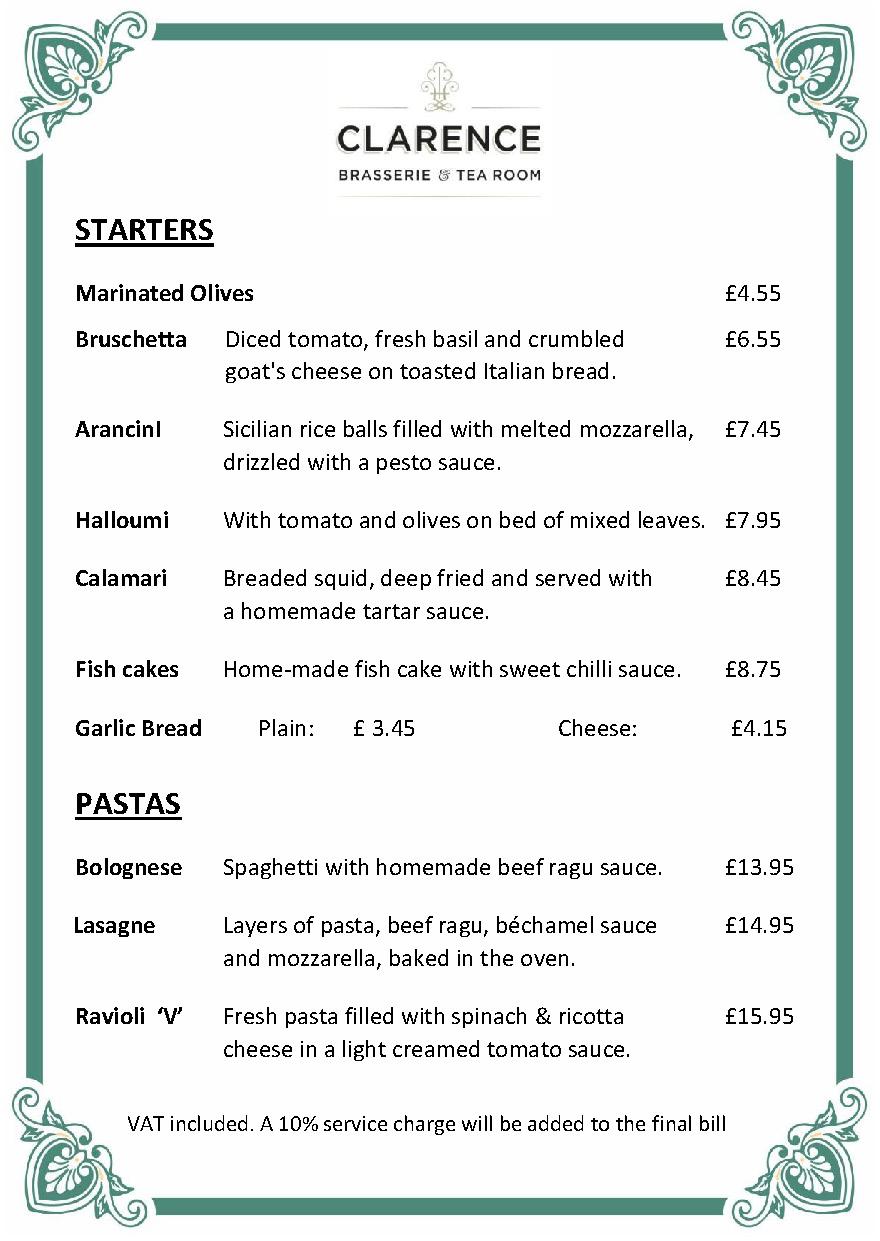 CLARENCE
BRASSERIE & TEA ROOM
STARTERS
Marinated Olives £4.55
Bruschetta Diced tomato, fresh basil and crumbled £6.55
goat's cheese on toasted Italian bread.
ArancinI Sicilian rice balls filled with melted mozzarella, £7.45
drizzled with a pesto sauce.
Halloumi With tomato and olives on bed of mixed leaves. £7.95
Calamari Breaded squid, deep fried and served with £8.45
a homemade tartar sauce.
Fish cakes Home-made fish cake with sweet chilli sauce. £8.75
Garlic Bread Plain: £ 3.45 Cheese: £4.15
PASTAS
Bolognese Spaghetti with homemade beef ragu sauce. £13.95
Lasagne Layers of pasta, beef ragu, béchamel sauce £14.95
and mozzarella, baked in the oven.
Ravioli ‘V’ Fresh pasta filled with spinach & ricotta £15.95
cheese in a light creamed tomato sauce.
VAT included. A 10% service charge will be added to the final bill